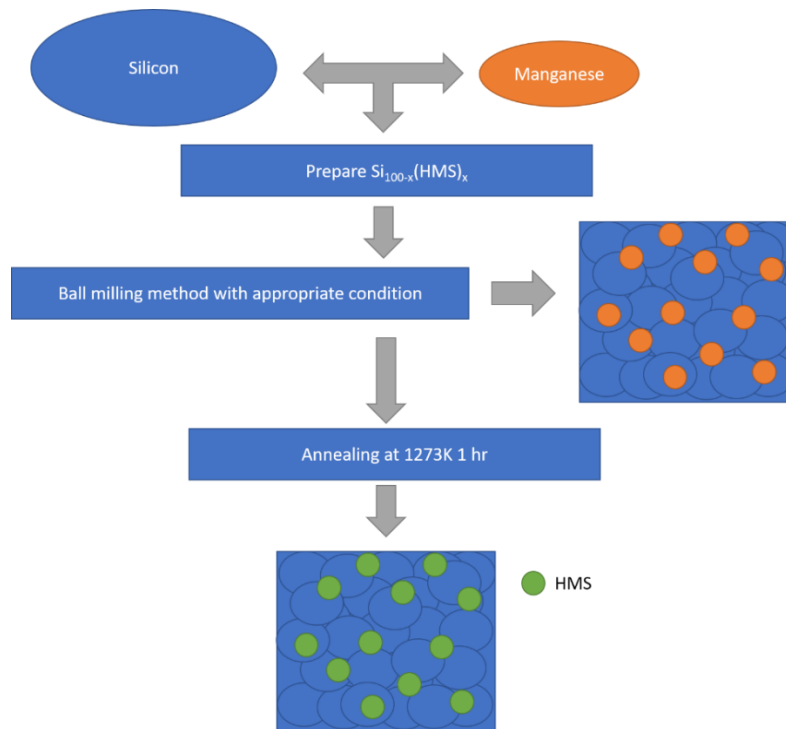 Silicon
Manganese
Prepare Si₁₀₀₋ₓ(HMS)ₓ
Ball milling method with appropriate condition
Annealing at 1273K 1 hr
HMS